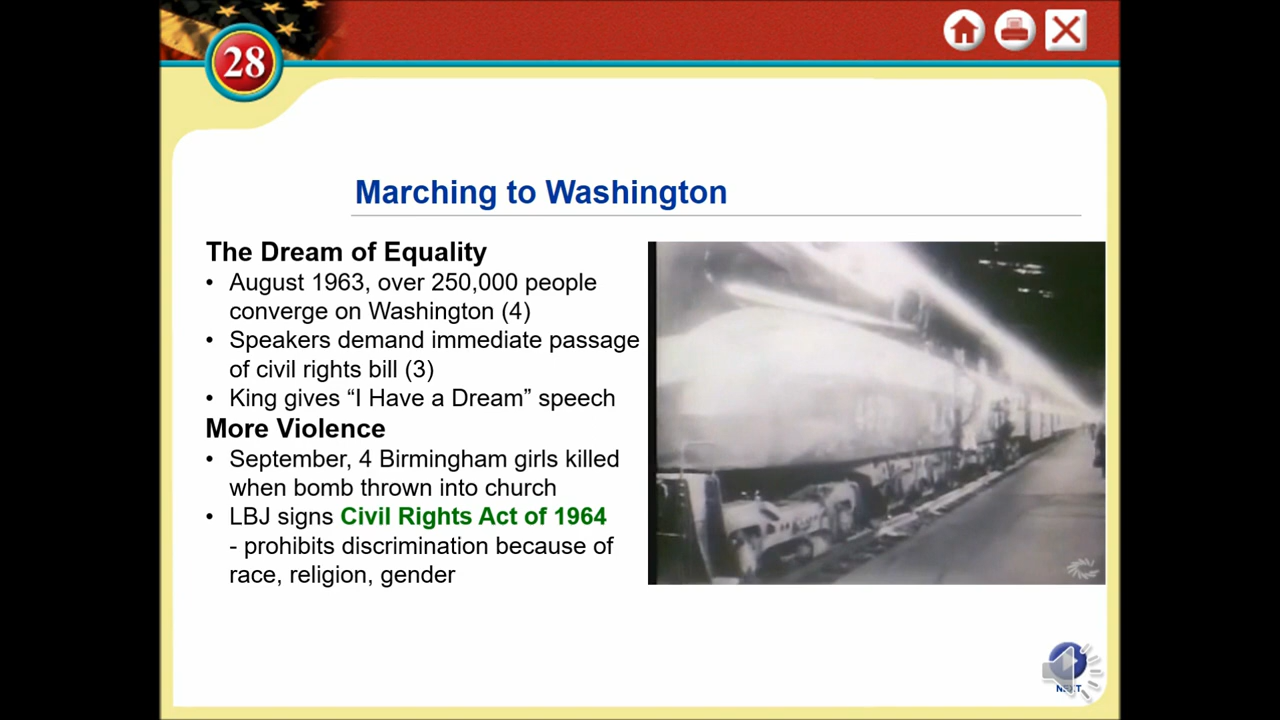 28
Marching to Washington
The Dream of Equality
• August 1963, over 250,000 people
converge on Washington (4)
• Speakers demand immediate passage
of civil rights bill (3)
• King gives “I Have a Dream” speech
More Violence
• September, 4 Birmingham girls killed
when bomb thrown into church
• LBJ signs Civil Rights Act of 1964
- prohibits discrimination because of
race, religion, gender
NEXT